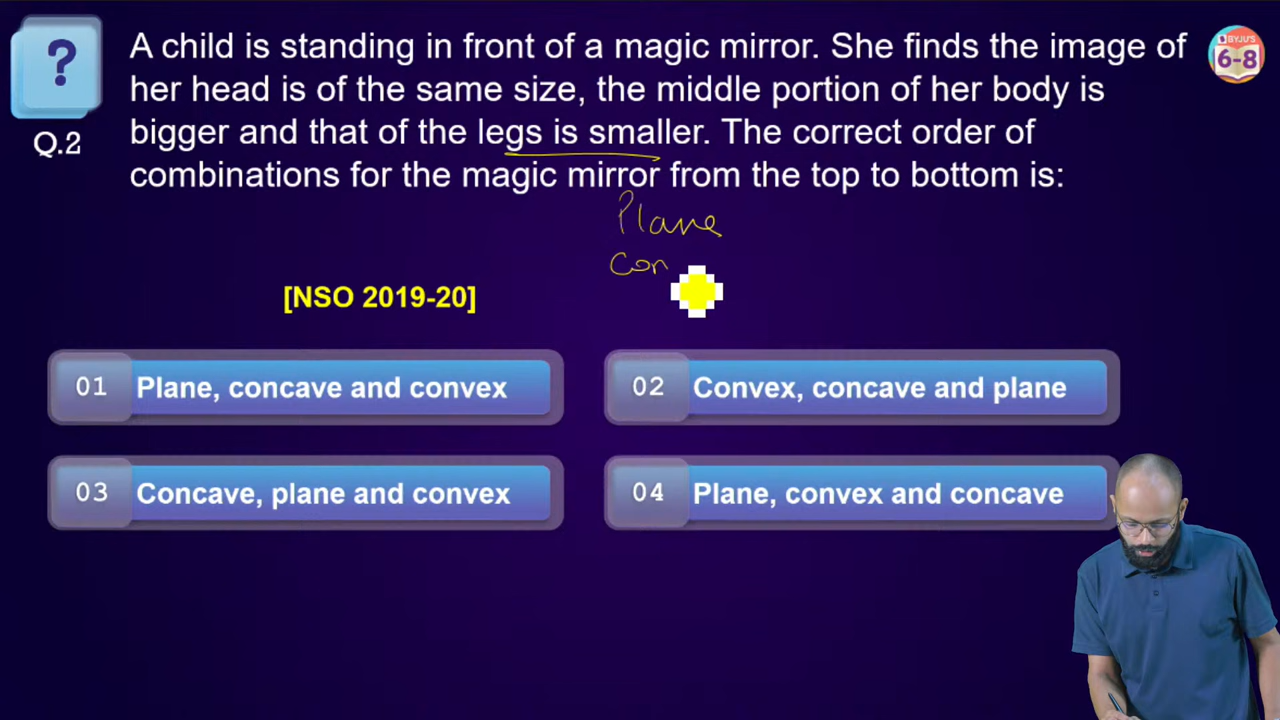 A child is standing in front of a magic mirror. She finds the image of
her head is of the same size, the middle portion of her body is
bigger and that of the legs is smaller. The correct order of
combinations for the magic mirror from the top to bottom is:
?
Q.2
BYJU'S
6-8
Plane
Con
[NSO 2019-20]
01 Plane, concave and convex
02 Convex, concave and plane
03 Concave, plane and convex
04 Plane, convex and concave